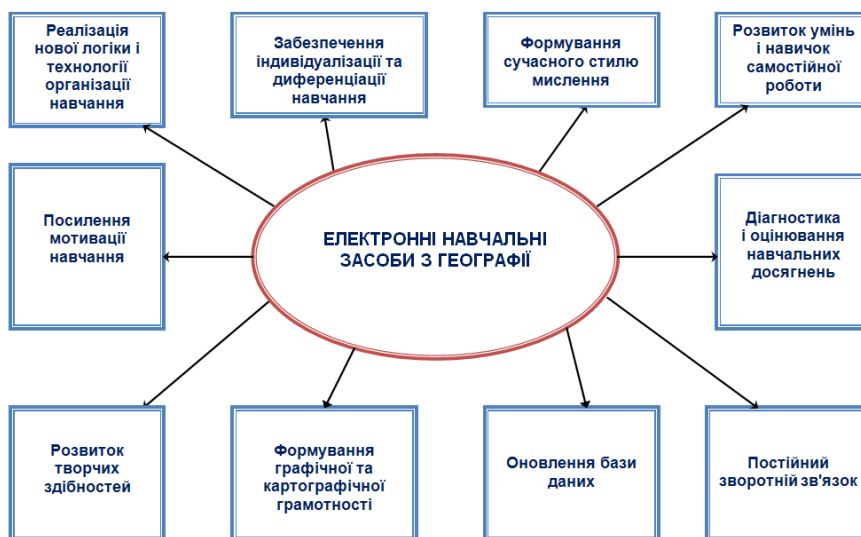 Реалізація
нової логіки і
технології
організації
навчання
Забезпечення
індивідуалізації та
диференціації
навчання
Формування
сучасного стилю
мислення
Розвиток умінь
і навичок
самостійної
роботи
Посилення
мотивації
навчання
ЕЛЕКТРОННІ НАВЧАЛЬНІ
ЗАСОБИ З ГЕОГРАФІЇ
Діагностика
і оцінювання
навчальних
досягнень
Розвиток
творчих
здібностей
Формування
графічної та
картографічної
грамотності
Оновлення бази
даних
Постійний
зворотній зв'язок